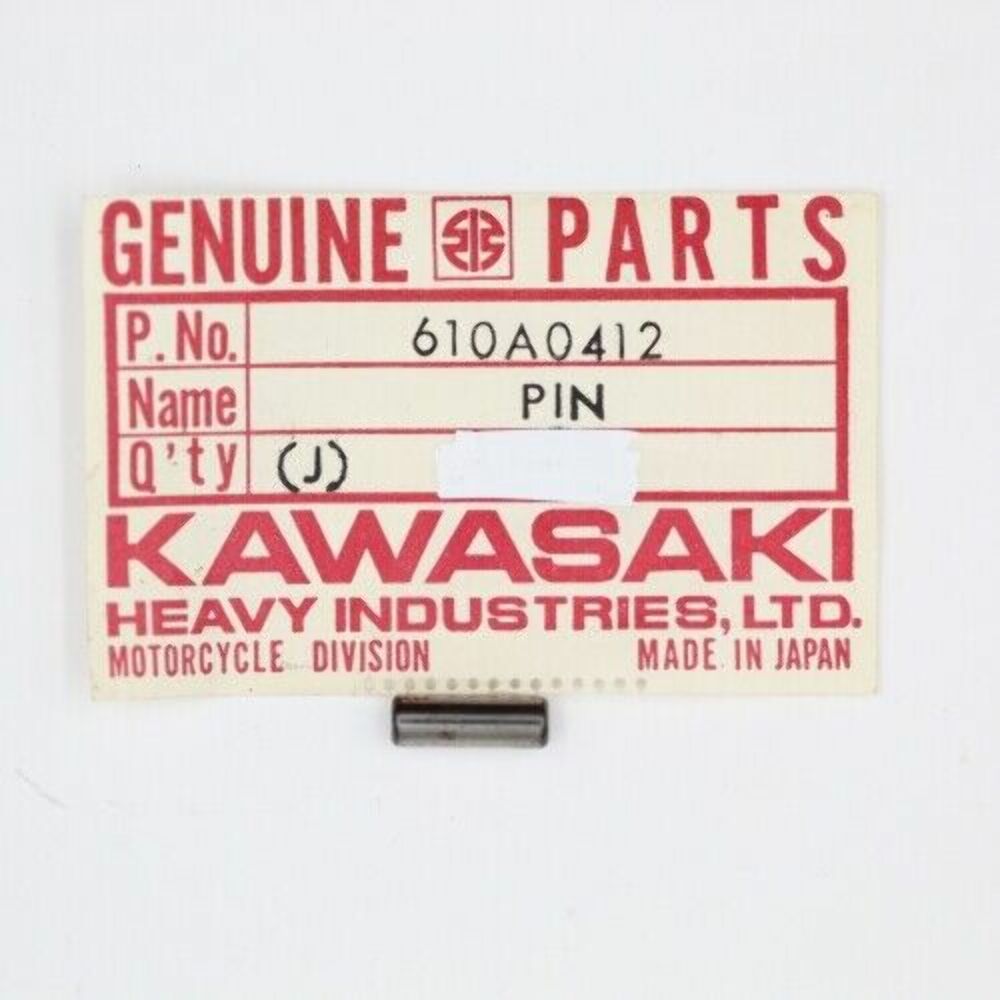 GENUINE PARTS
P. No. 610A0412
Name PIN
Q'ty (J)
KAWASAKI
HEAVY INDUSTRIES, LTD.
MOTORCYCLE DIVISION MADE IN JAPAN